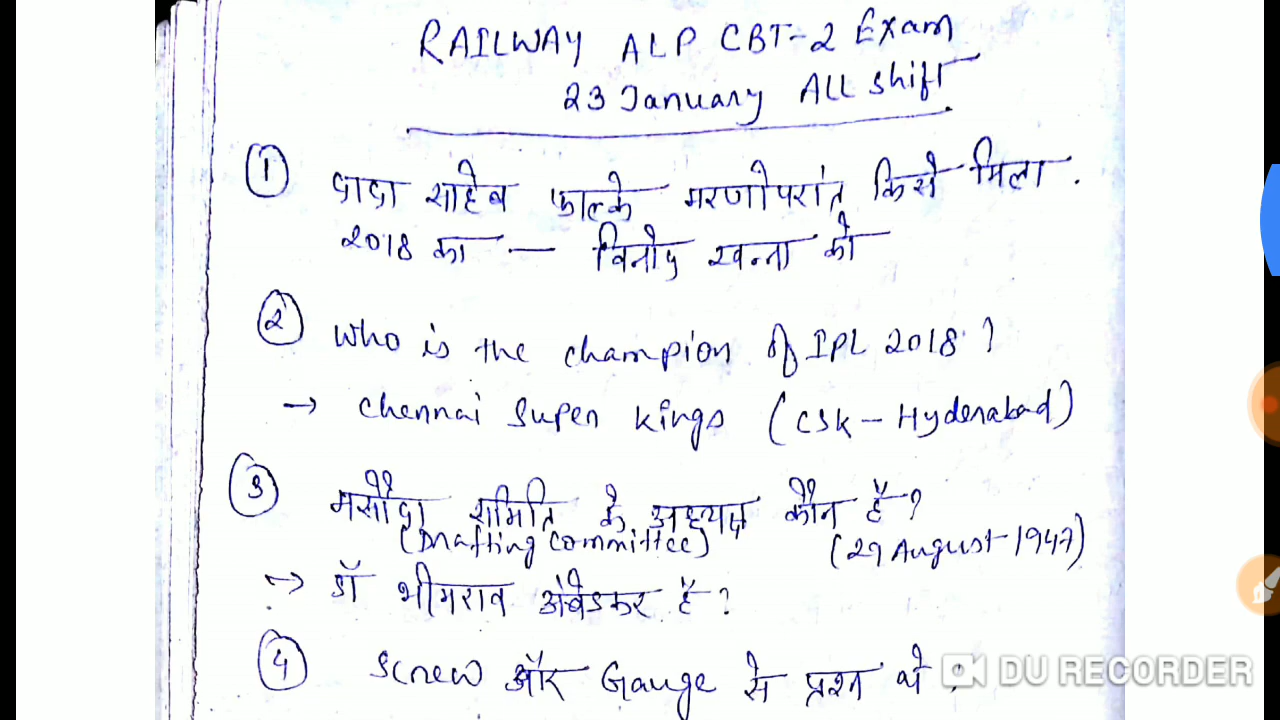 RAILWAY ALP CBT-2 Exam
23 January ALL shift
① दादा साहेब फाल्के मरणोपरांत किसे मिला.
2018 का — विनोद खन्ना को
② Who is the champion of IPL 2018?
→ Chennai Super kings (CSK - Hyderabad)
③ मसौदा समिति के अध्यक्ष कौन हैं?
(Drafting committee) (29 August-1947)
→ डॉ भीमराव अंबेडकर हैं?
④ Screw और Gauge से प्रश्न थे?
DU RECORDER